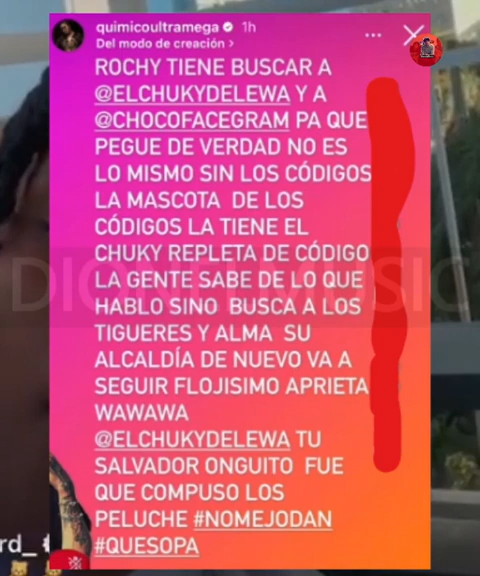 quimicoultramega 1h
Del modo de creación >
ROCHY TIENE BUSCAR A
@ELCHUKYDELEWA Y A
@CHOCOFACEGRAM PA QUE
PEGUE DE VERDAD NO ES
LO MISMO SIN LOS CÓDIGOS
LA MASCOTA DE LOS
CÓDIGOS LA TIENE EL
CHUKY REPLETA DE CÓDIGO
LA GENTE SABE DE LO QUE
HABLO SINO BUSCA A LOS
TIGUERES Y ALMA SU
ALCALDÍA DE NUEVO VA A
SEGUIR FLOJISIMO APRIETA
WAWAWA
@ELCHUKYDELEWA TU
SALVADOR ONGUITO FUE
QUE COMPUSO LOS
PELUCHE #NOMEJODAN
#QUESOPA
rd_